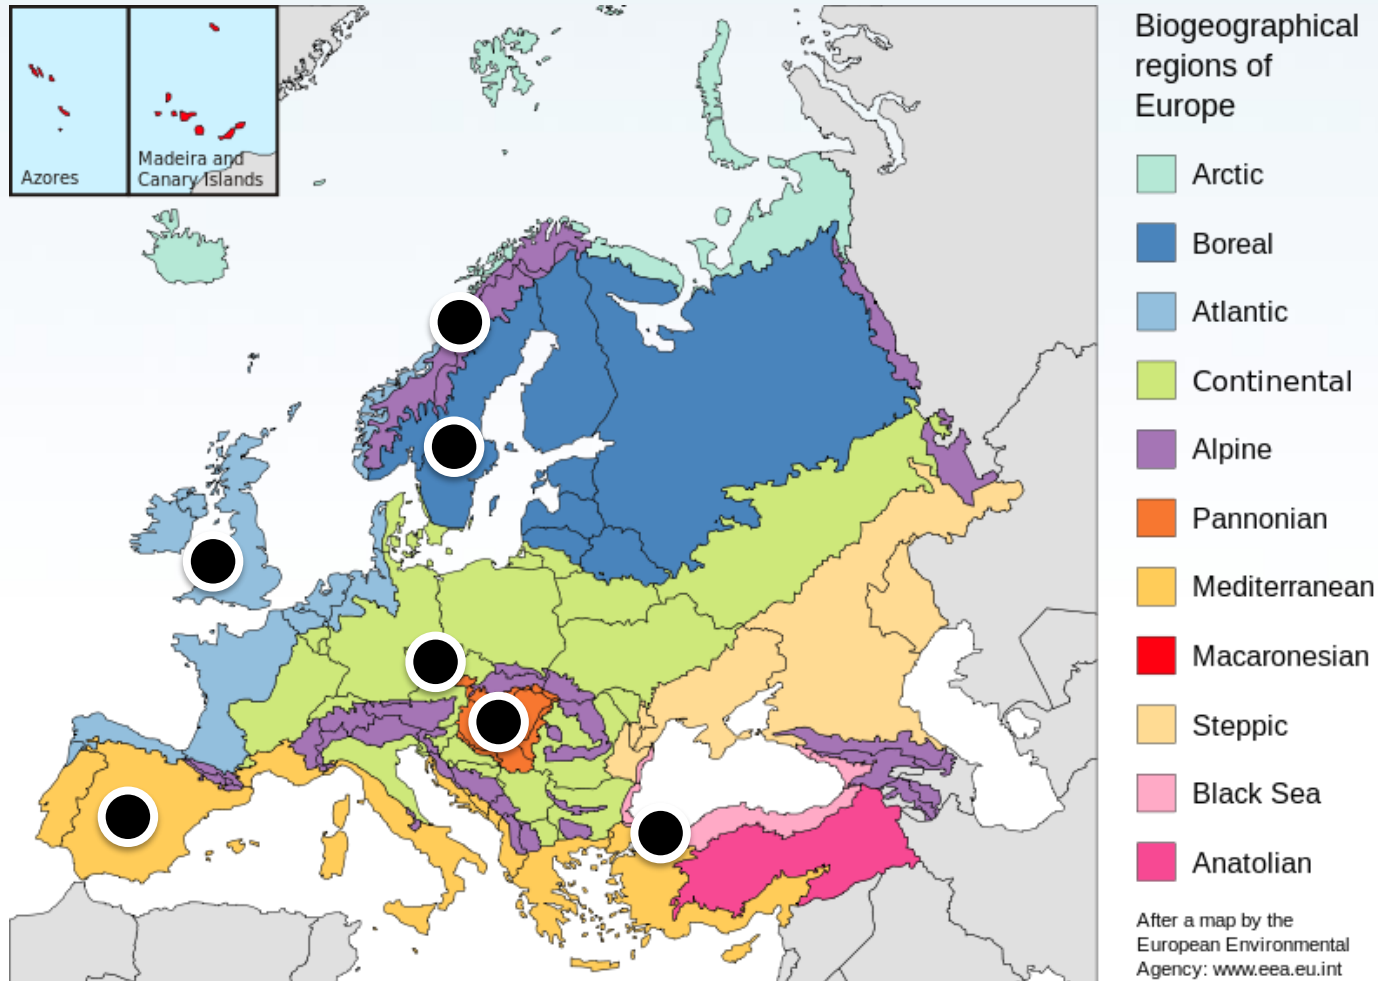 Azores
Madeira and
Canary Islands
Biogeographical
regions of
Europe
Arctic
Boreal
Atlantic
Continental
Alpine
Pannonian
Mediterranean
Macaronesian
Steppic
Black Sea
Anatolian
After a map by the
European Environmental
Agency: www.eea.eu.int